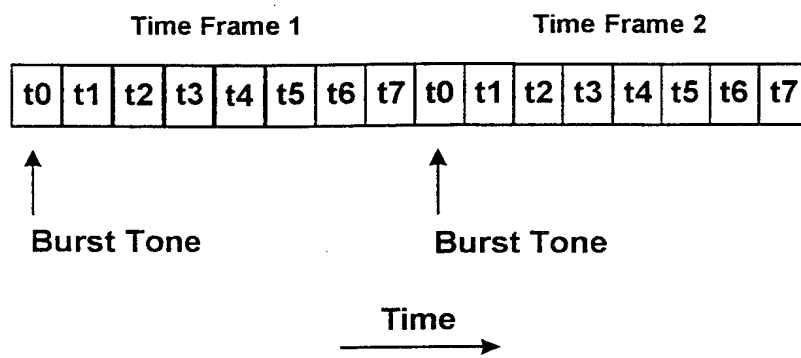 Time Frame 1 Time Frame 2
t0 t1 t2 t3 t4 t5 t6 t7 t0 t1 t2 t3 t4 t5 t6 t7
Burst Tone Burst Tone
Time